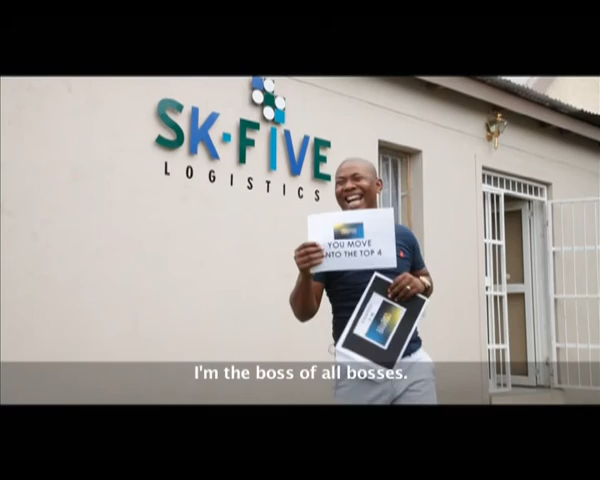 SK·FIVE
LOGISTICS
YOU MOVE
INTO THE TOP 4
I'm the boss of all bosses.